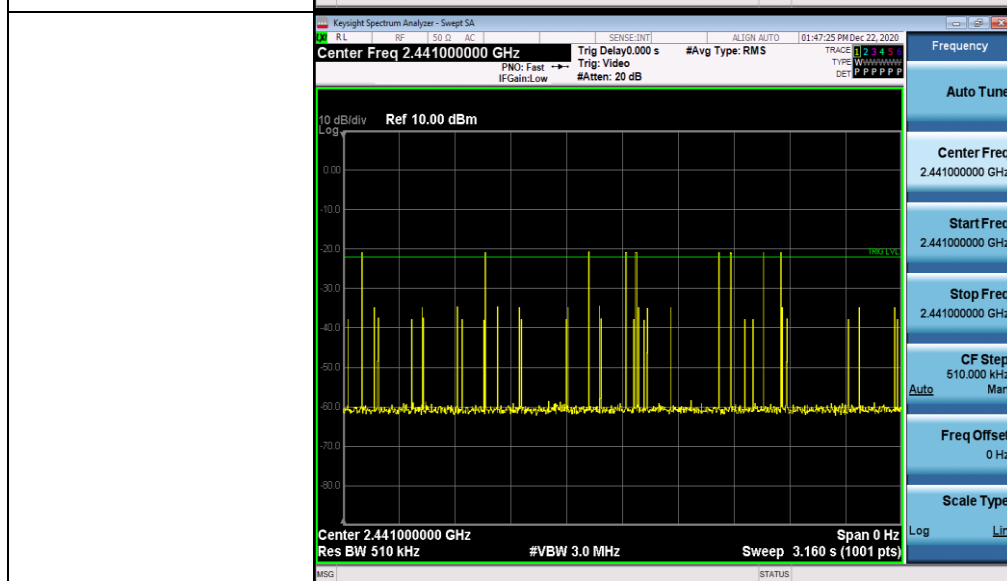 Keysight Spectrum Analyzer - Swept SA
RL RF 50 Ω AC SENSE:INT ALIGN AUTO 01:47:25 PM Dec 22, 2020
Center Freq 2.441000000 GHz
PNO: Fast
IFGain:Low
Trig Delay0.000 s
Trig: Video
#Atten: 20 dB
#Avg Type: RMS
TRACE 1 2 3 4 5 6
TYPE WWWWWW
DET P P P P P P
10 dB/div Ref 10.00 dBm
Log
0.00
-10.0
-20.0
TRIG LVL
-30.0
-40.0
-50.0
-60.0
-70.0
-80.0
Center 2.441000000 GHz Span 0 Hz
Res BW 510 kHz #VBW 3.0 MHz Sweep 3.160 s (1001 pts)
MSG STATUS
Frequency
Auto Tune
Center Freq
2.441000000 GHz
Start Freq
2.441000000 GHz
Stop Freq
2.441000000 GHz
CF Step
510.000 kHz
Auto Man
Freq Offset
0 Hz
Scale Type
Log Lin